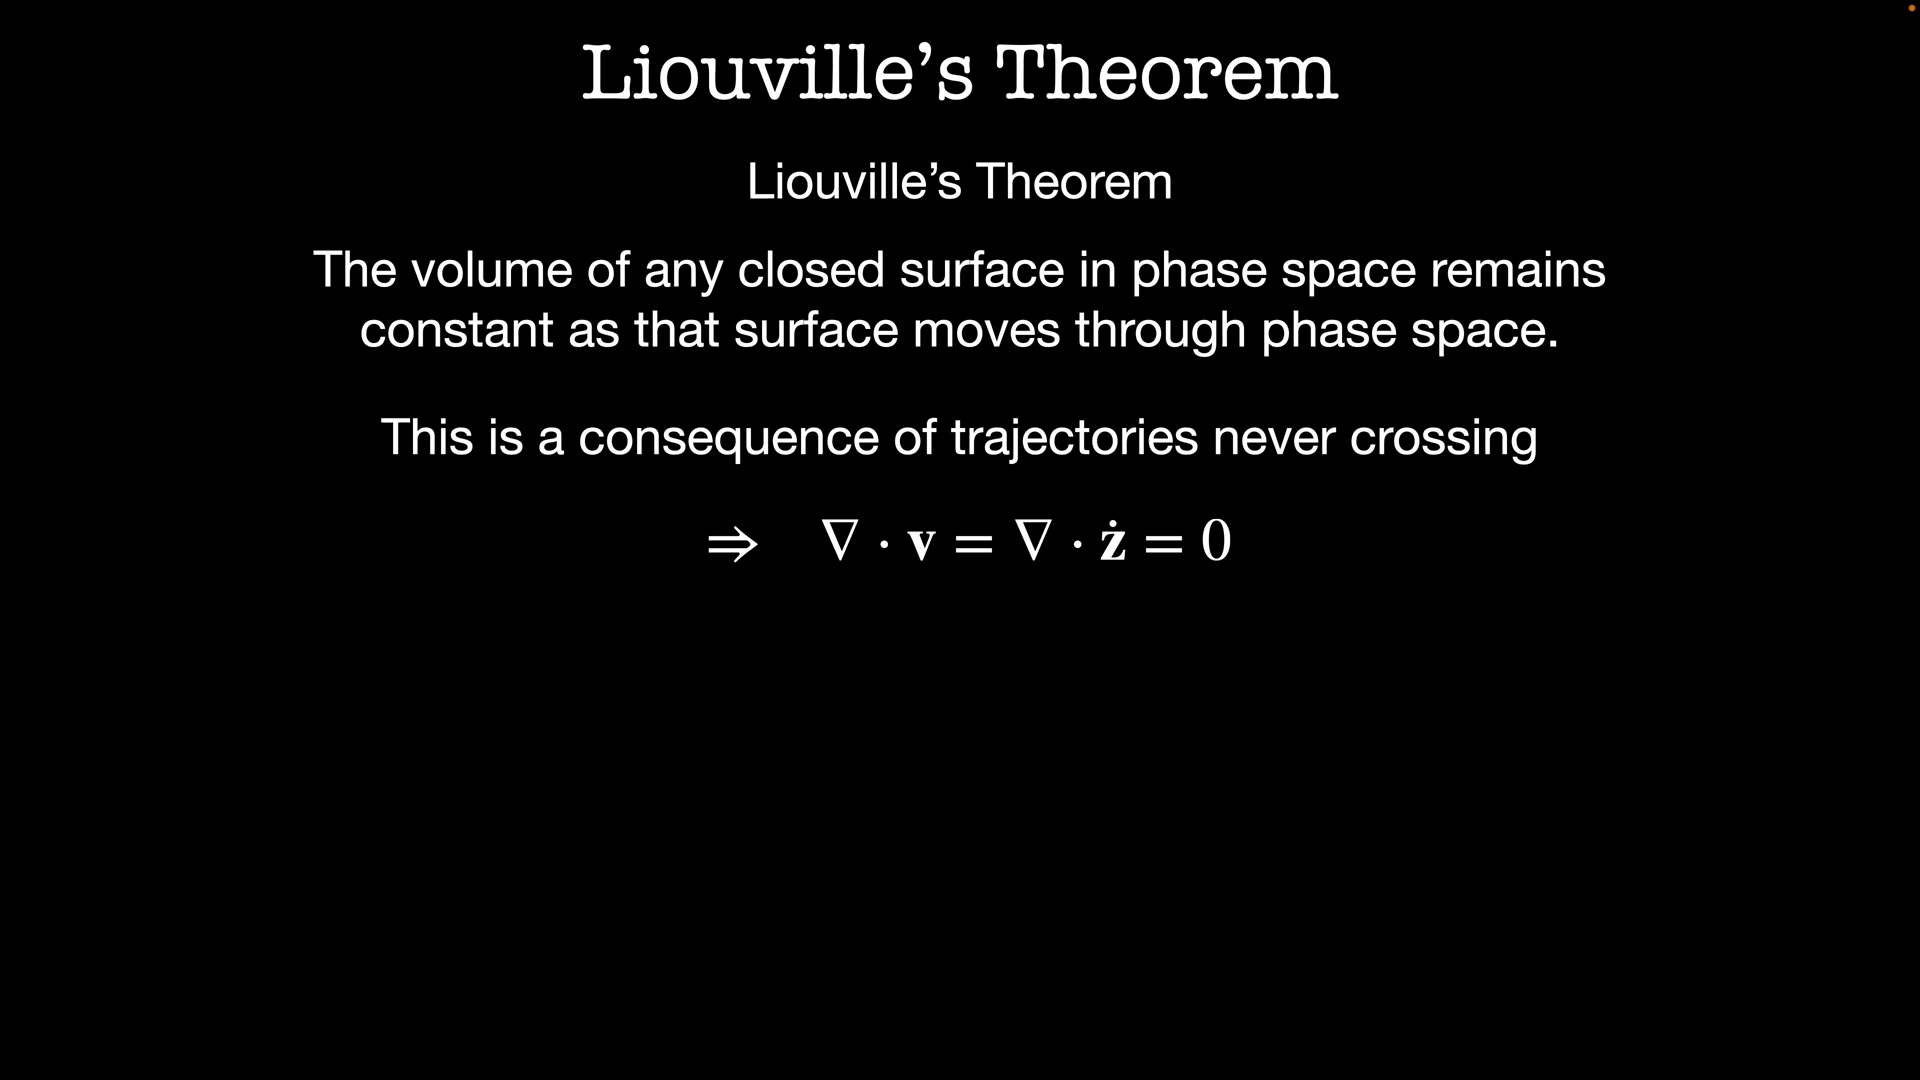 Liouville’s Theorem
Liouville’s Theorem
The volume of any closed surface in phase space remains
constant as that surface moves through phase space.
This is a consequence of trajectories never crossing
⇒ ∇ · v = ∇ · ż = 0